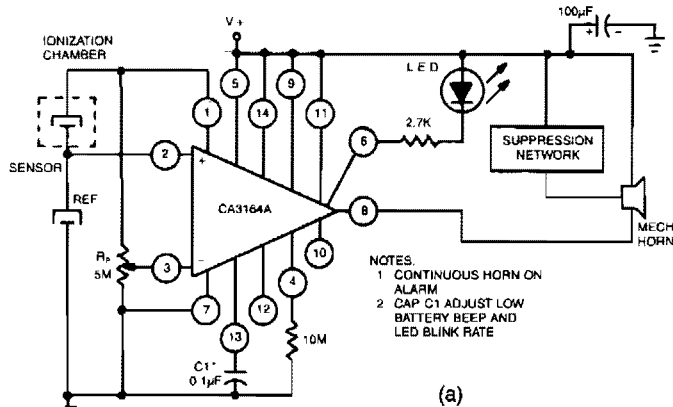 V +
100µF
+
-
IONIZATION
CHAMBER
L E D
5
14
9
11
1
2.7K
6
SUPPRESSION
NETWORK
2
+
SENSOR
REF
CA3164A
8
MECH
HORN
10
RP
5M
3
-
NOTES.
1 CONTINUOUS HORN ON
ALARM
2 CAP C1 ADJUST LOW
BATTERY BEEP AND
LED BLINK RATE
7
12
4
13
10M
C1*
0.1µF
(a)